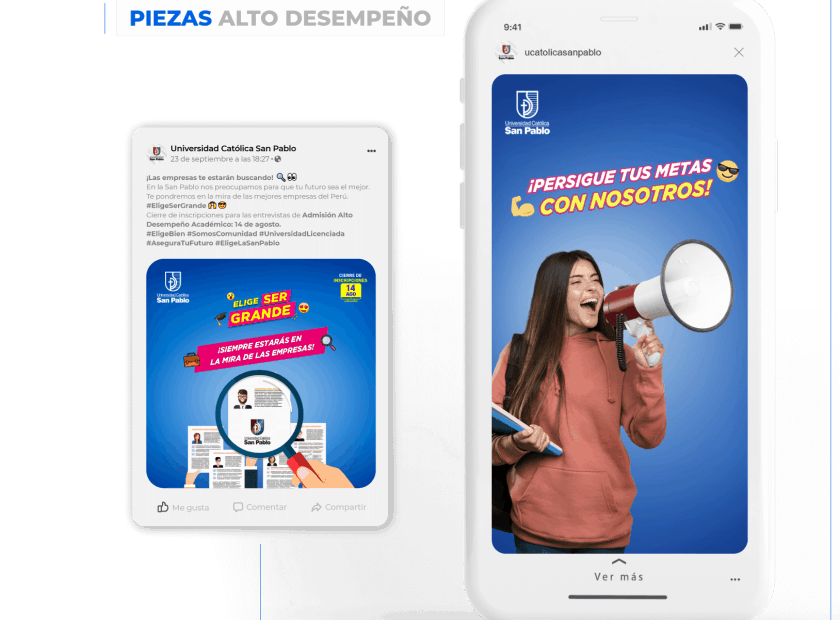 PIEZAS ALTO DESEMPEÑO
Universidad Católica San Pablo
23 de septiembre a las 18:27
¡Las empresas te estarán buscando!
En la San Pablo nos preocupamos para que tu futuro sea el mejor.
Te pondremos en la mira de las mejores empresas del Perú.
#EligeSerGrande
Cierre de inscripciones para las entrevistas de Admisión Alto
Desempeño Académico: 14 de agosto.
#EligeBien #SomosComunidad #UniversidadLicenciada
#AseguraTuFuturo #EligeLaSanPablo
Universidad Católica
San Pablo
CIERRE DE
INSCRIPCIONES
14
AGO
ELIGE SER
GRANDE
¡SIEMPRE ESTARÁS EN
LA MIRA DE LAS EMPRESAS!
Universidad Católica
San Pablo
Me gusta
Comentar
Compartir
9:41
ucatolicasanpablo
Universidad Católica
San Pablo
¡PERSIGUE TUS METAS
CON NOSOTROS!
Ver más